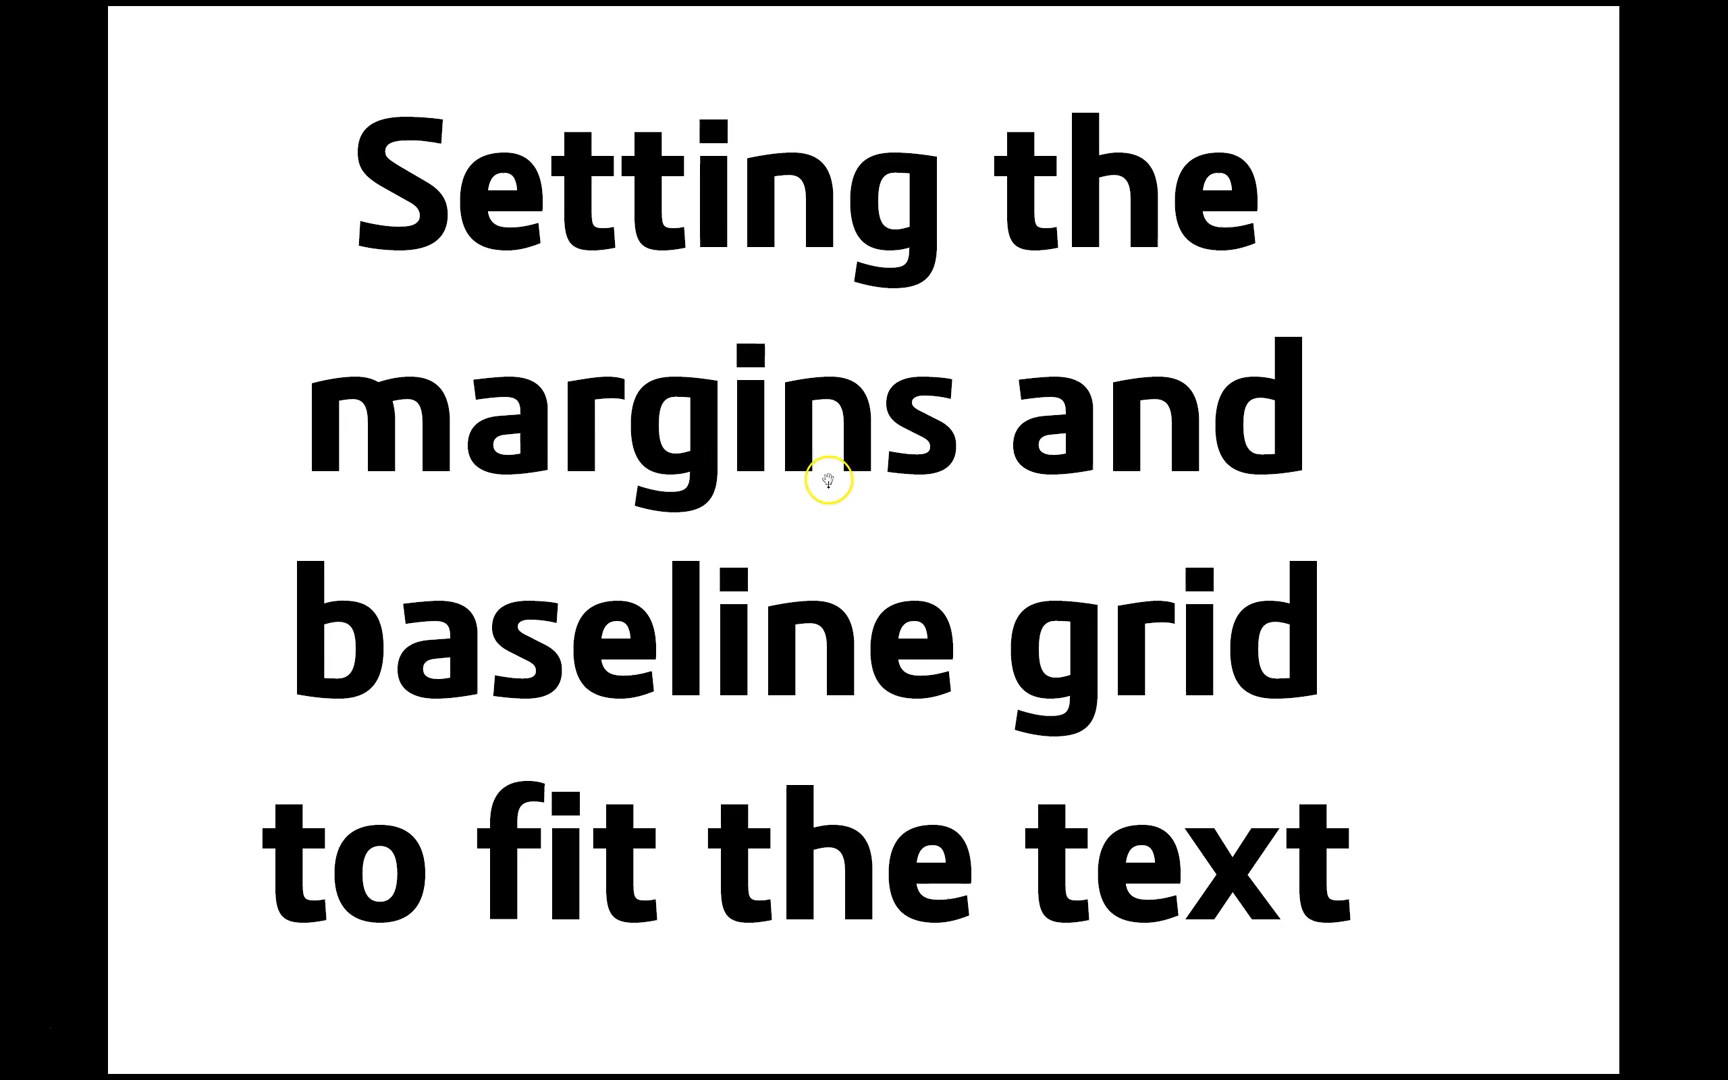 Setting the
margins and
baseline grid
to fit the text